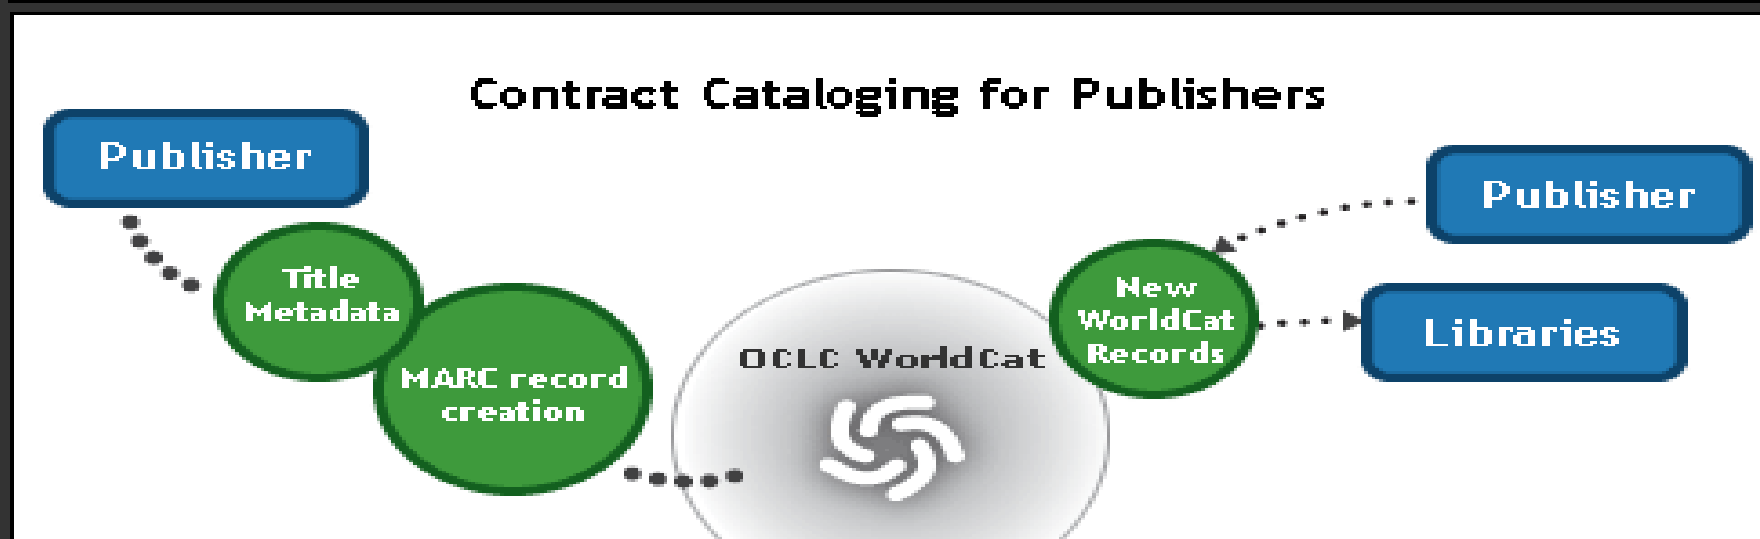 Contract Cataloging for Publishers
Publisher
Title
Metadata
MARC record
creation
OCLC WorldCat
New
WorldCat
Records
Publisher
Libraries